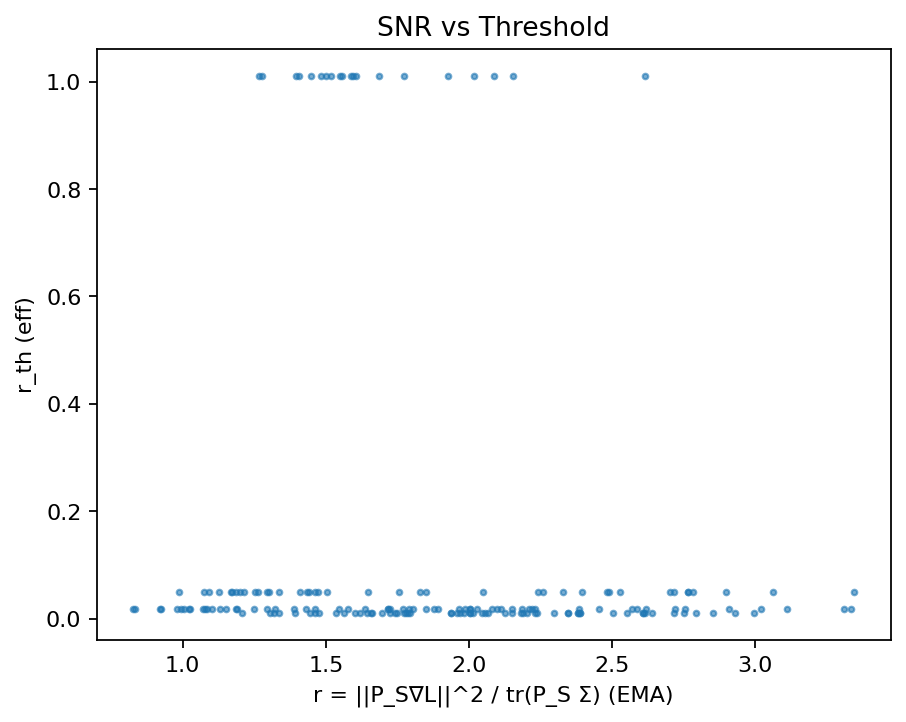 SNR vs Threshold
1.0
0.8
0.6
0.4
0.2
0.0
r_th (eff)
1.0 1.5 2.0 2.5 3.0
r = ||P_S∇L||^2 / tr(P_S Σ) (EMA)